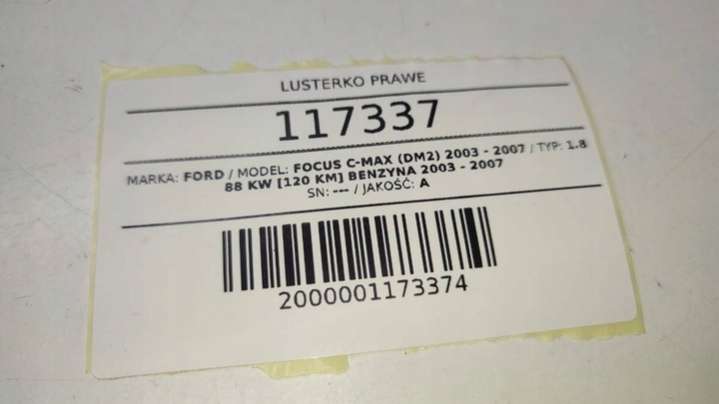 LUSTERKO PRAWE
117337
MARKA: FORD / MODEL: FOCUS C-MAX (DM2) 2003 - 2007 / TYP: 1.8
88 KW [120 KM] BENZYNA 2003 - 2007
SN: --- / JAKOŚĆ: A
2000001173374